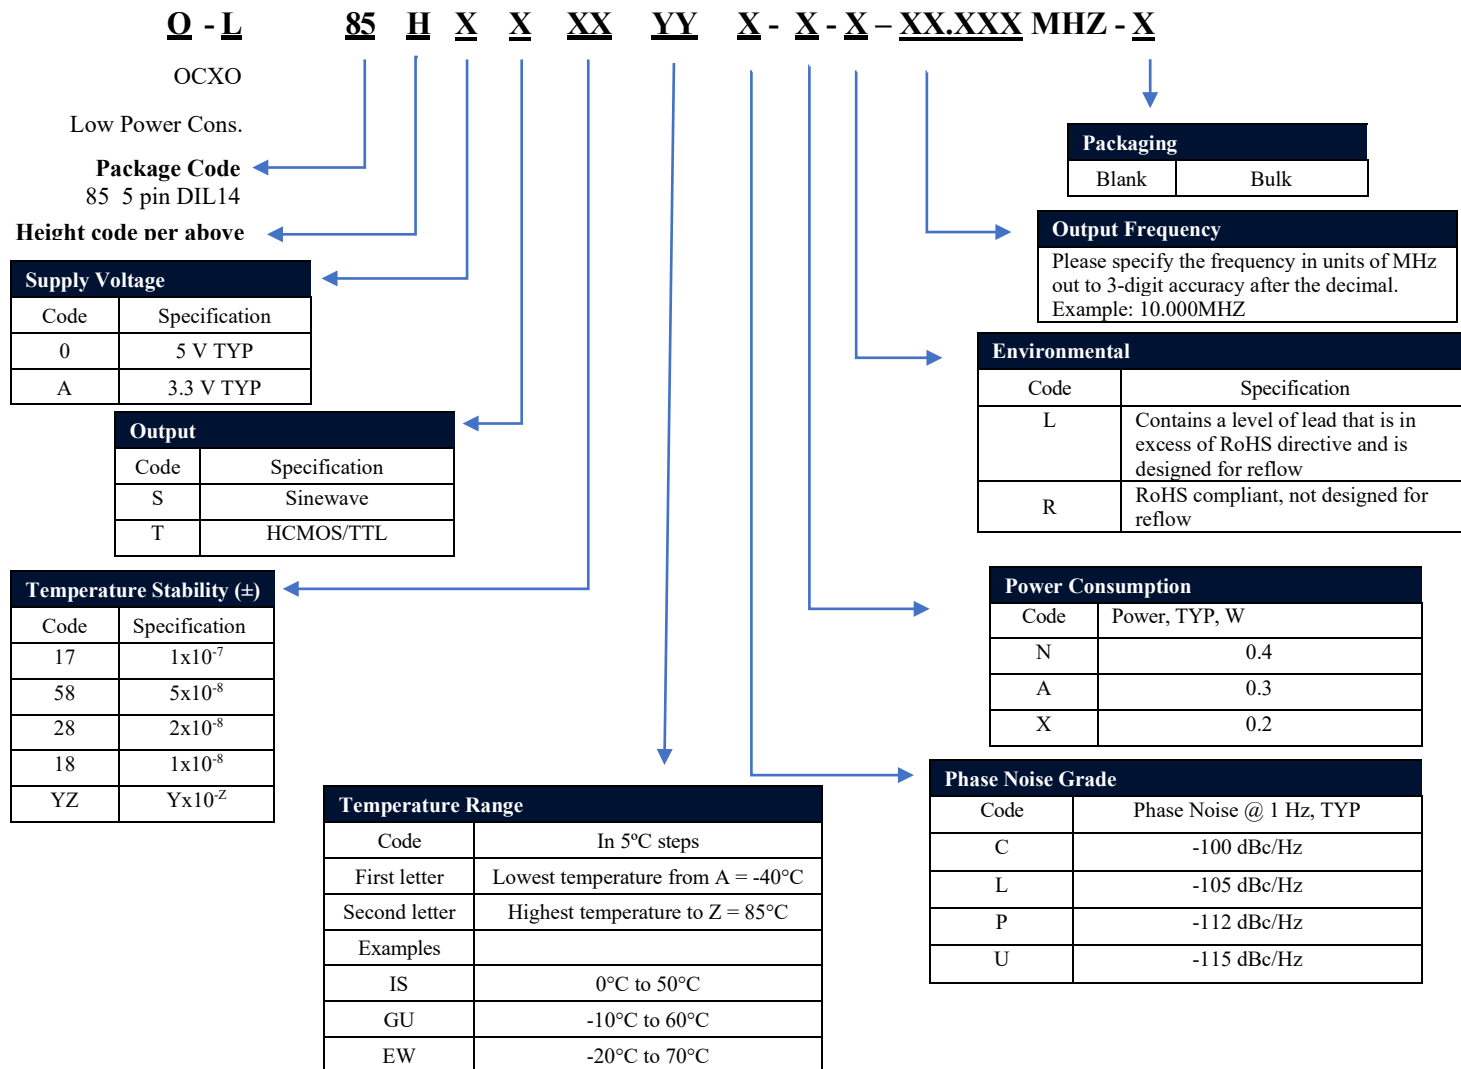 O - L 85 H X X XX YY X - X - X – XX.XXX MHZ - X
OCXO
Low Power Cons.
Package Code
85 5 pin DIL14
Height code per above
Supply Voltage
Code Specification
0 5 V TYP
A 3.3 V TYP
Output
Code Specification
S Sinewave
T HCMOS/TTL
Temperature Stability (±)
Code Specification
17 1x10⁻⁷
58 5x10⁻⁸
28 2x10⁻⁸
18 1x10⁻⁸
YZ Yx10⁻ᶻ
Temperature Range
Code In 5ºC steps
First letter Lowest temperature from A = -40°C
Second letter Highest temperature to Z = 85°C
Examples
IS 0°C to 50°C
GU -10°C to 60°C
EW -20°C to 70°C
Packaging
Blank Bulk
Output Frequency
Please specify the frequency in units of MHz
out to 3-digit accuracy after the decimal.
Example: 10.000MHZ
Environmental
Code Specification
L Contains a level of lead that is in
excess of RoHS directive and is
designed for reflow
R RoHS compliant, not designed for
reflow
Power Consumption
Code Power, TYP, W
N 0.4
A 0.3
X 0.2
Phase Noise Grade
Code Phase Noise @ 1 Hz, TYP
C -100 dBc/Hz
L -105 dBc/Hz
P -112 dBc/Hz
U -115 dBc/Hz